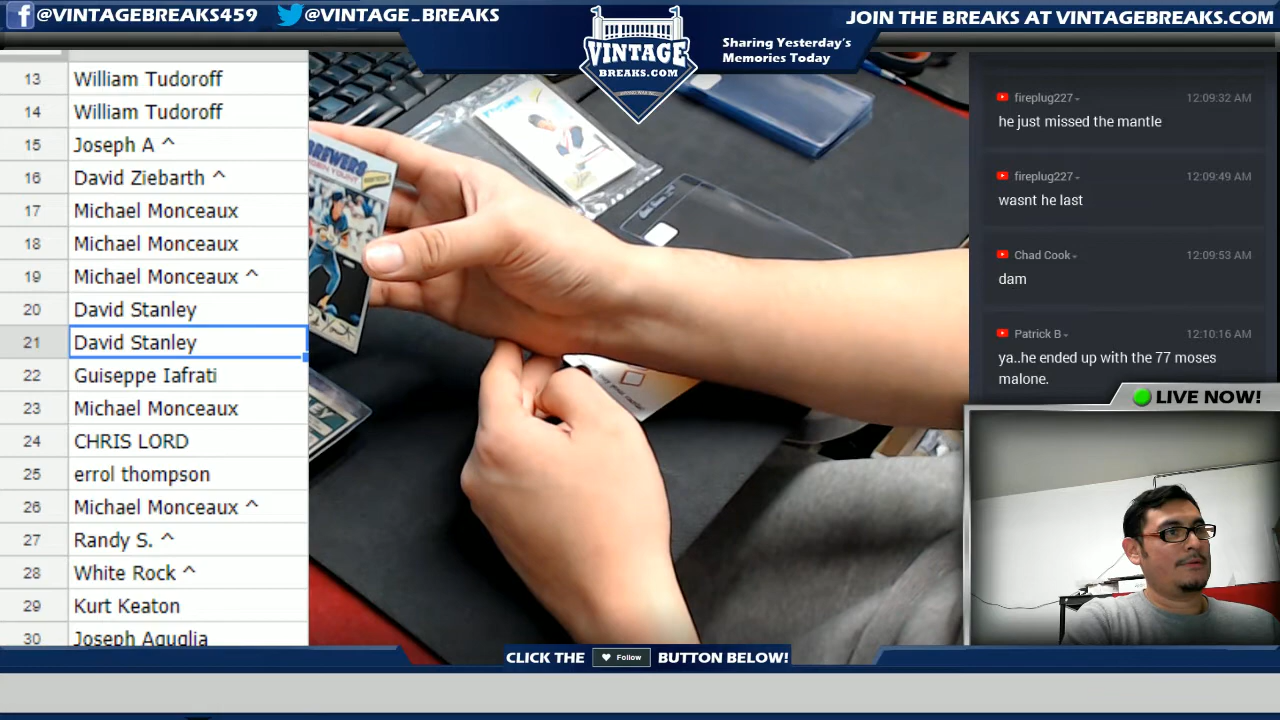 @VINTAGEBREAKS459
@VINTAGE_BREAKS
VINTAGE
BREAKS.COM
Sharing Yesterday's
Memories Today
JOIN THE BREAKS AT VINTAGEBREAKS.COM
13 William Tudoroff
14 William Tudoroff
15 Joseph A ^
16 David Ziebarth ^
17 Michael Monceaux
18 Michael Monceaux
19 Michael Monceaux ^
20 David Stanley
21 David Stanley
22 Guiseppe Iafrati
23 Michael Monceaux
24 CHRIS LORD
25 errol thompson
26 Michael Monceaux ^
27 Randy S. ^
28 White Rock ^
29 Kurt Keaton
30 Joseph Aguglia
BREWERS
ROBIN YOUNT
fireplug227 12:09:32 AM
he just missed the mantle
fireplug227 12:09:49 AM
wasnt he last
Chad Cook 12:09:53 AM
dam
Patrick B 12:10:16 AM
ya..he ended up with the 77 moses
malone.
LIVE NOW!
CLICK THE Follow BUTTON BELOW!